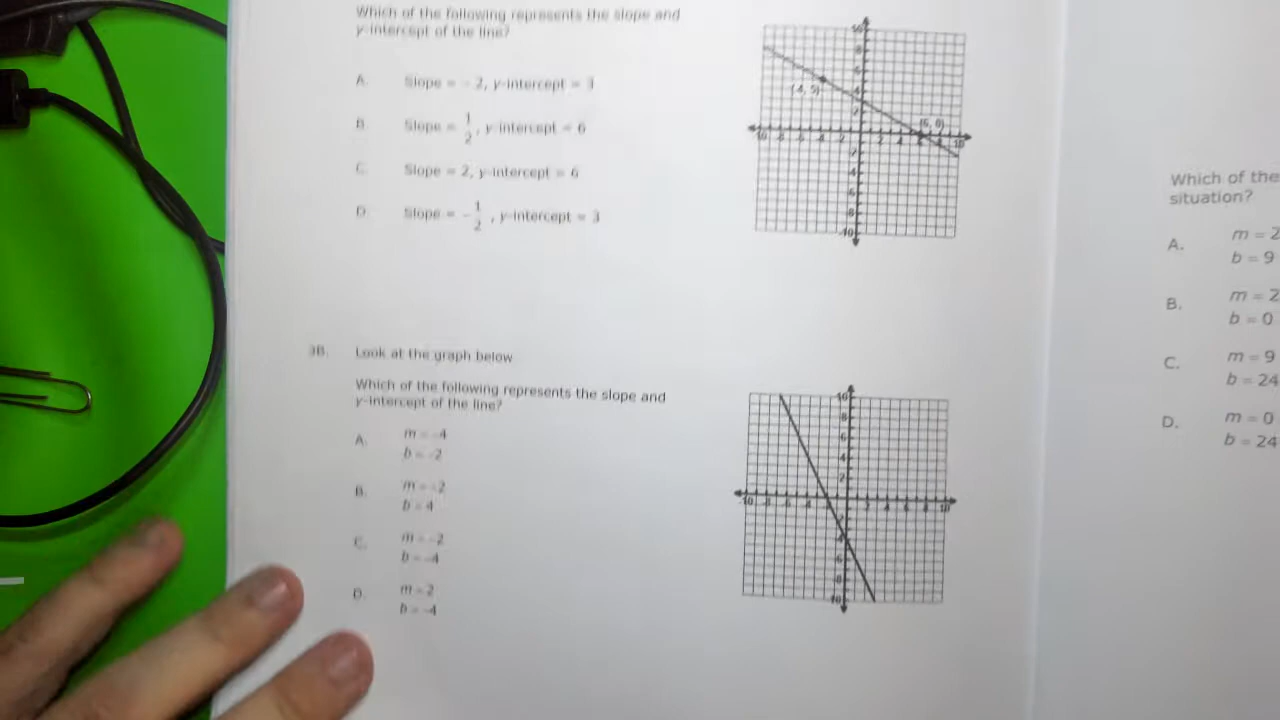 Which of the following represents the slope and
y-intercept of the line?
A. Slope = - 2, y-intercept = 3
B. Slope = 1/2, y-intercept = 6
C. Slope = 2, y-intercept = 6
D. Slope = -1/2, y-intercept = 3
(6, 0)
3B. Look at the graph below
Which of the following represents the slope and
y-intercept of the line?
A. m = -4
b = -2
B. m = -2
b = 4
C. m = -2
b = -4
D. m = 2
b = -4
Which of the
situation?
A. m = 2
b = 9
B. m = 2
b = 0
C. m = 9
b = 24
D. m = 0
b = 24